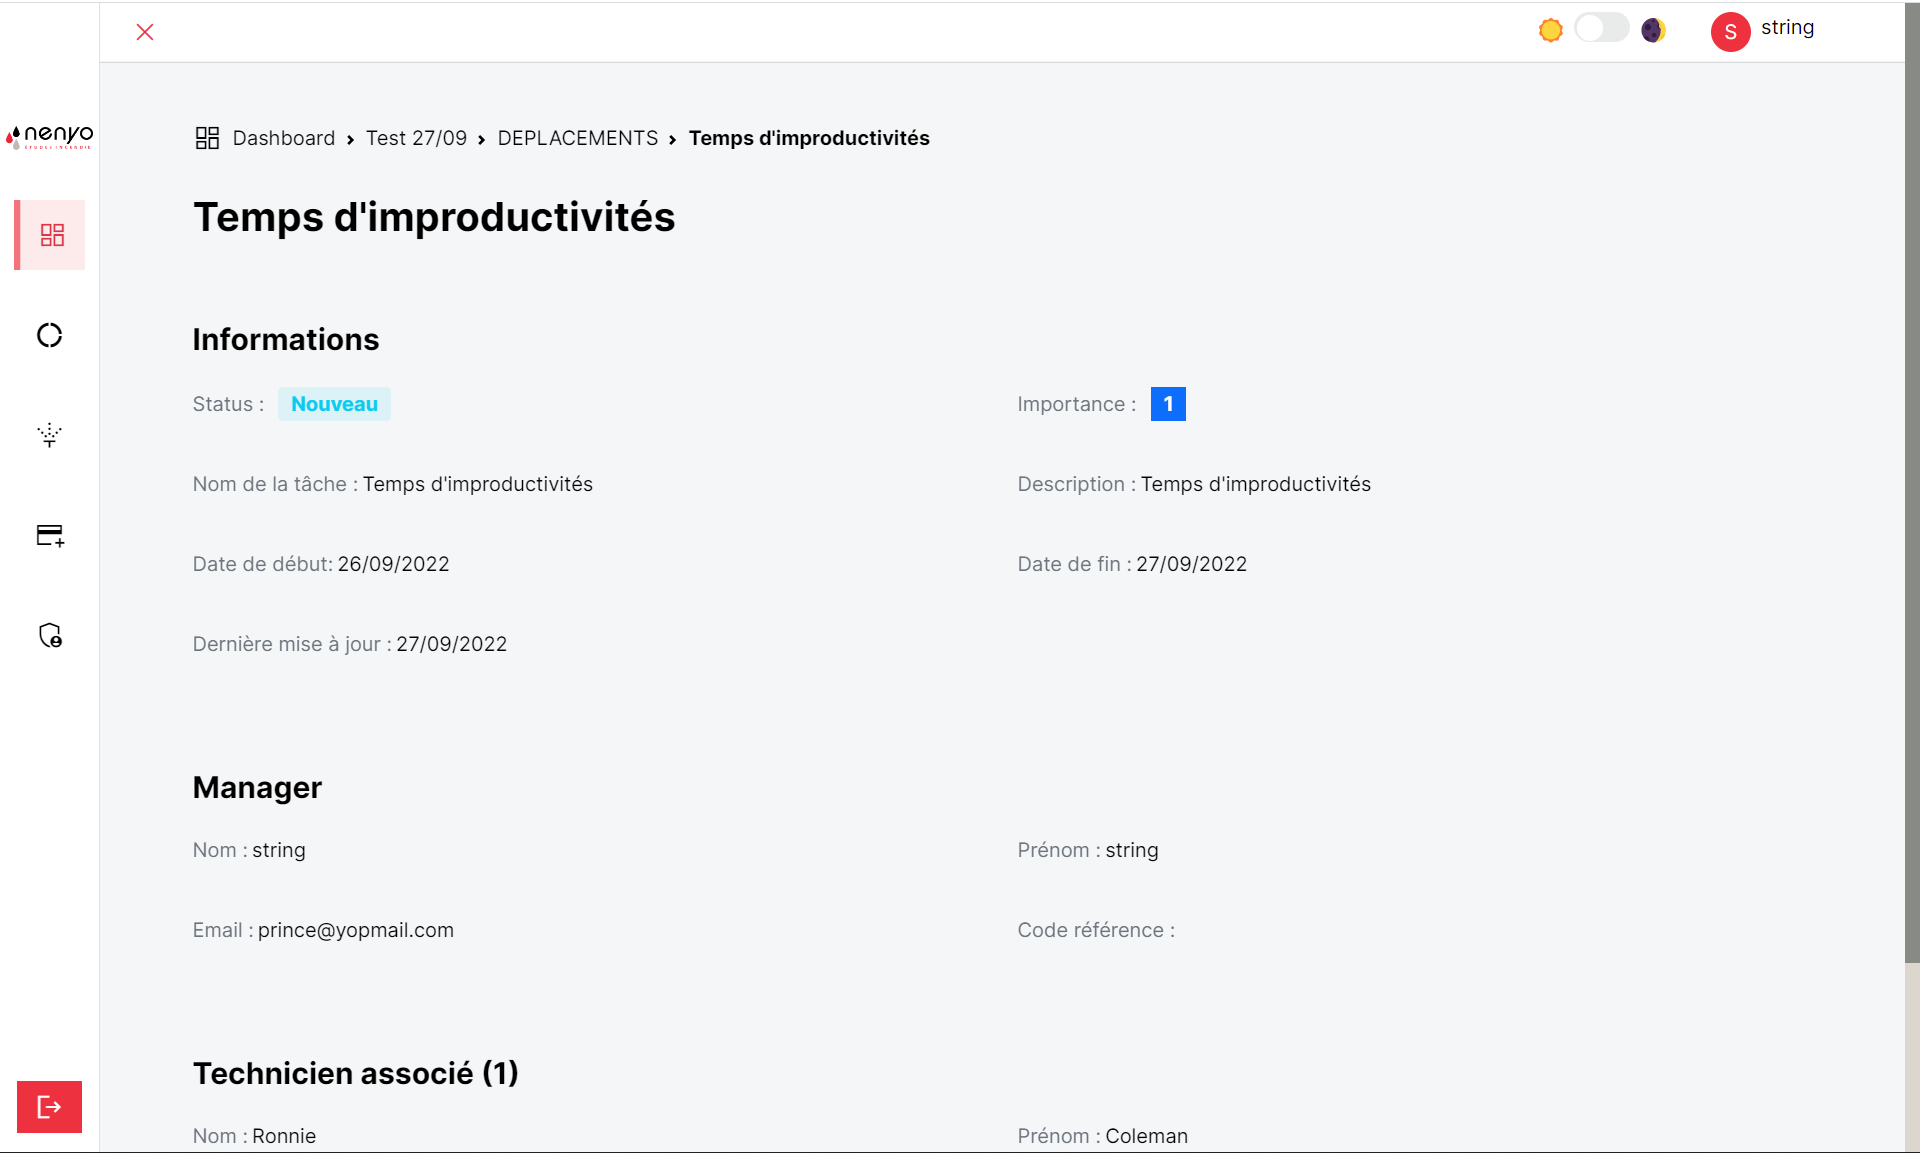 S
string
nenyo
ETUDES INCENDIE
Dashboard > Test 27/09 > DEPLACEMENTS > Temps d'improductivités
Temps d'improductivités
Informations
Status : Nouveau
Importance : 1
Nom de la tâche : Temps d'improductivités
Description : Temps d'improductivités
Date de début: 26/09/2022
Date de fin : 27/09/2022
Dernière mise à jour : 27/09/2022
Manager
Nom : string
Prénom : string
Email : prince@yopmail.com
Code référence :
Technicien associé (1)
Nom : Ronnie
Prénom : Coleman